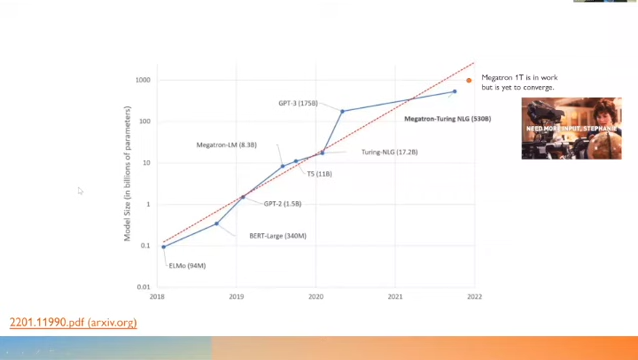 1000
100
10
1
0.1
0.01
Model Size (in billions of parameters)
2018
2019
2020
2021
2022
GPT-3 (175B)
Megatron-Turing NLG (530B)
Megatron-LM (8.3B)
Turing-NLG (17.2B)
T5 (11B)
GPT-2 (1.5B)
BERT-Large (340M)
ELMo (94M)
Megatron 1T is in work
but is yet to converge.
NEED MORE INPUT, STEPHANIE
2201.11990.pdf (arxiv.org)